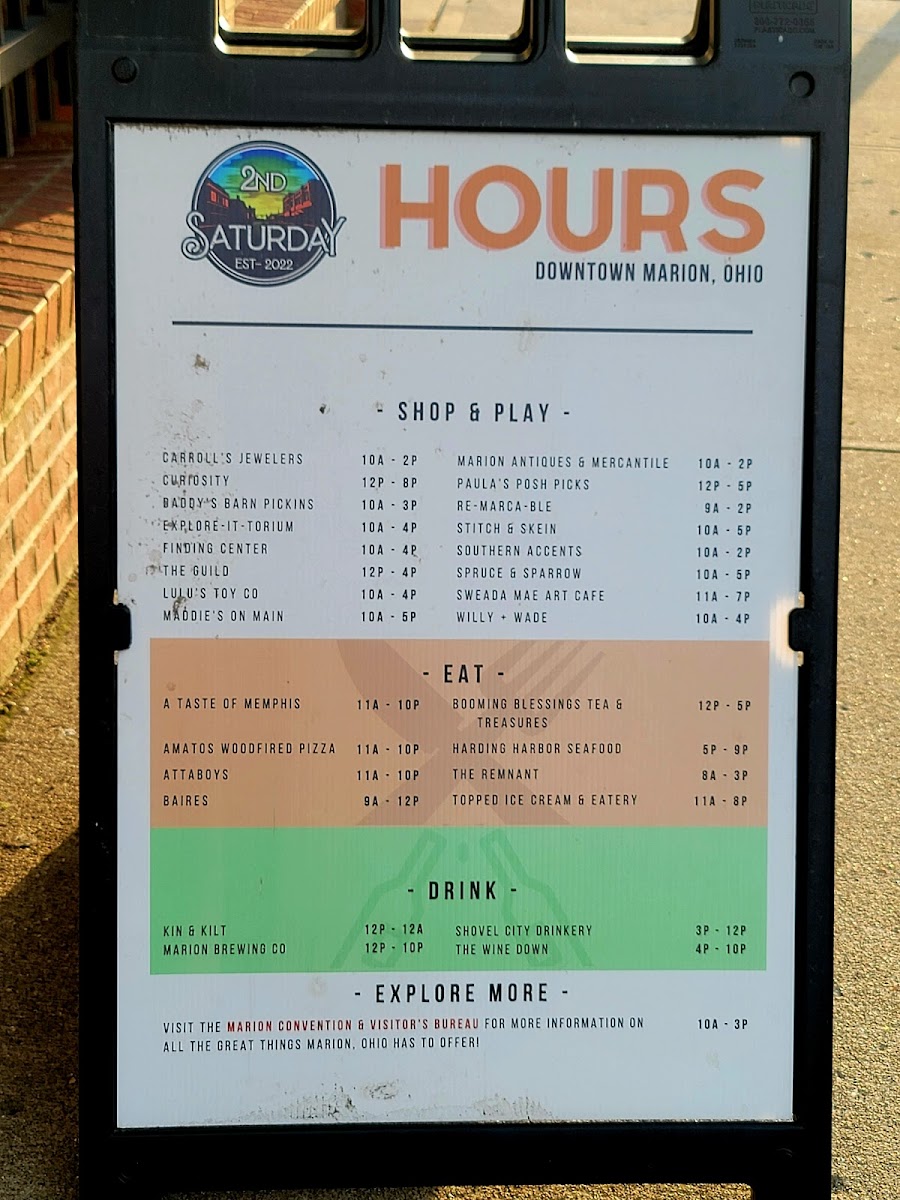 2ND
SATURDAY
EST- 2022
HOURS
DOWNTOWN MARION, OHIO
- SHOP & PLAY -
CARROLL'S JEWELERS 10A - 2P
CURIOSITY 12P - 8P
DADDY'S BARN PICKINS 10A - 3P
EXPLORE-IT-TORIUM 10A - 4P
FINDING CENTER 10A - 4P
THE GUILD 12P - 4P
LULU'S TOY CO 10A - 4P
MADDIE'S ON MAIN 10A - 5P
MARION ANTIQUES & MERCANTILE 10A - 2P
PAULA'S POSH PICKS 12P - 5P
RE-MARCA-BLE 9A - 2P
STITCH & SKEIN 10A - 5P
SOUTHERN ACCENTS 10A - 2P
SPRUCE & SPARROW 10A - 5P
SWEADA MAE ART CAFE 11A - 7P
WILLY + WADE 10A - 4P
- EAT -
A TASTE OF MEMPHIS 11A - 10P
AMATOS WOODFIRED PIZZA 11A - 10P
ATTABOYS 11A - 10P
BAIRES 9A - 12P
BOOMING BLESSINGS TEA & 12P - 5P
TREASURES
HARDING HARBOR SEAFOOD 5P - 9P
THE REMNANT 8A - 3P
TOPPED ICE CREAM & EATERY 11A - 8P
- DRINK -
KIN & KILT 12P - 12A
MARION BREWING CO 12P - 10P
SHOVEL CITY DRINKERY 3P - 12P
THE WINE DOWN 4P - 10P
- EXPLORE MORE -
VISIT THE MARION CONVENTION & VISITOR'S BUREAU FOR MORE INFORMATION ON 10A - 3P
ALL THE GREAT THINGS MARION, OHIO HAS TO OFFER!